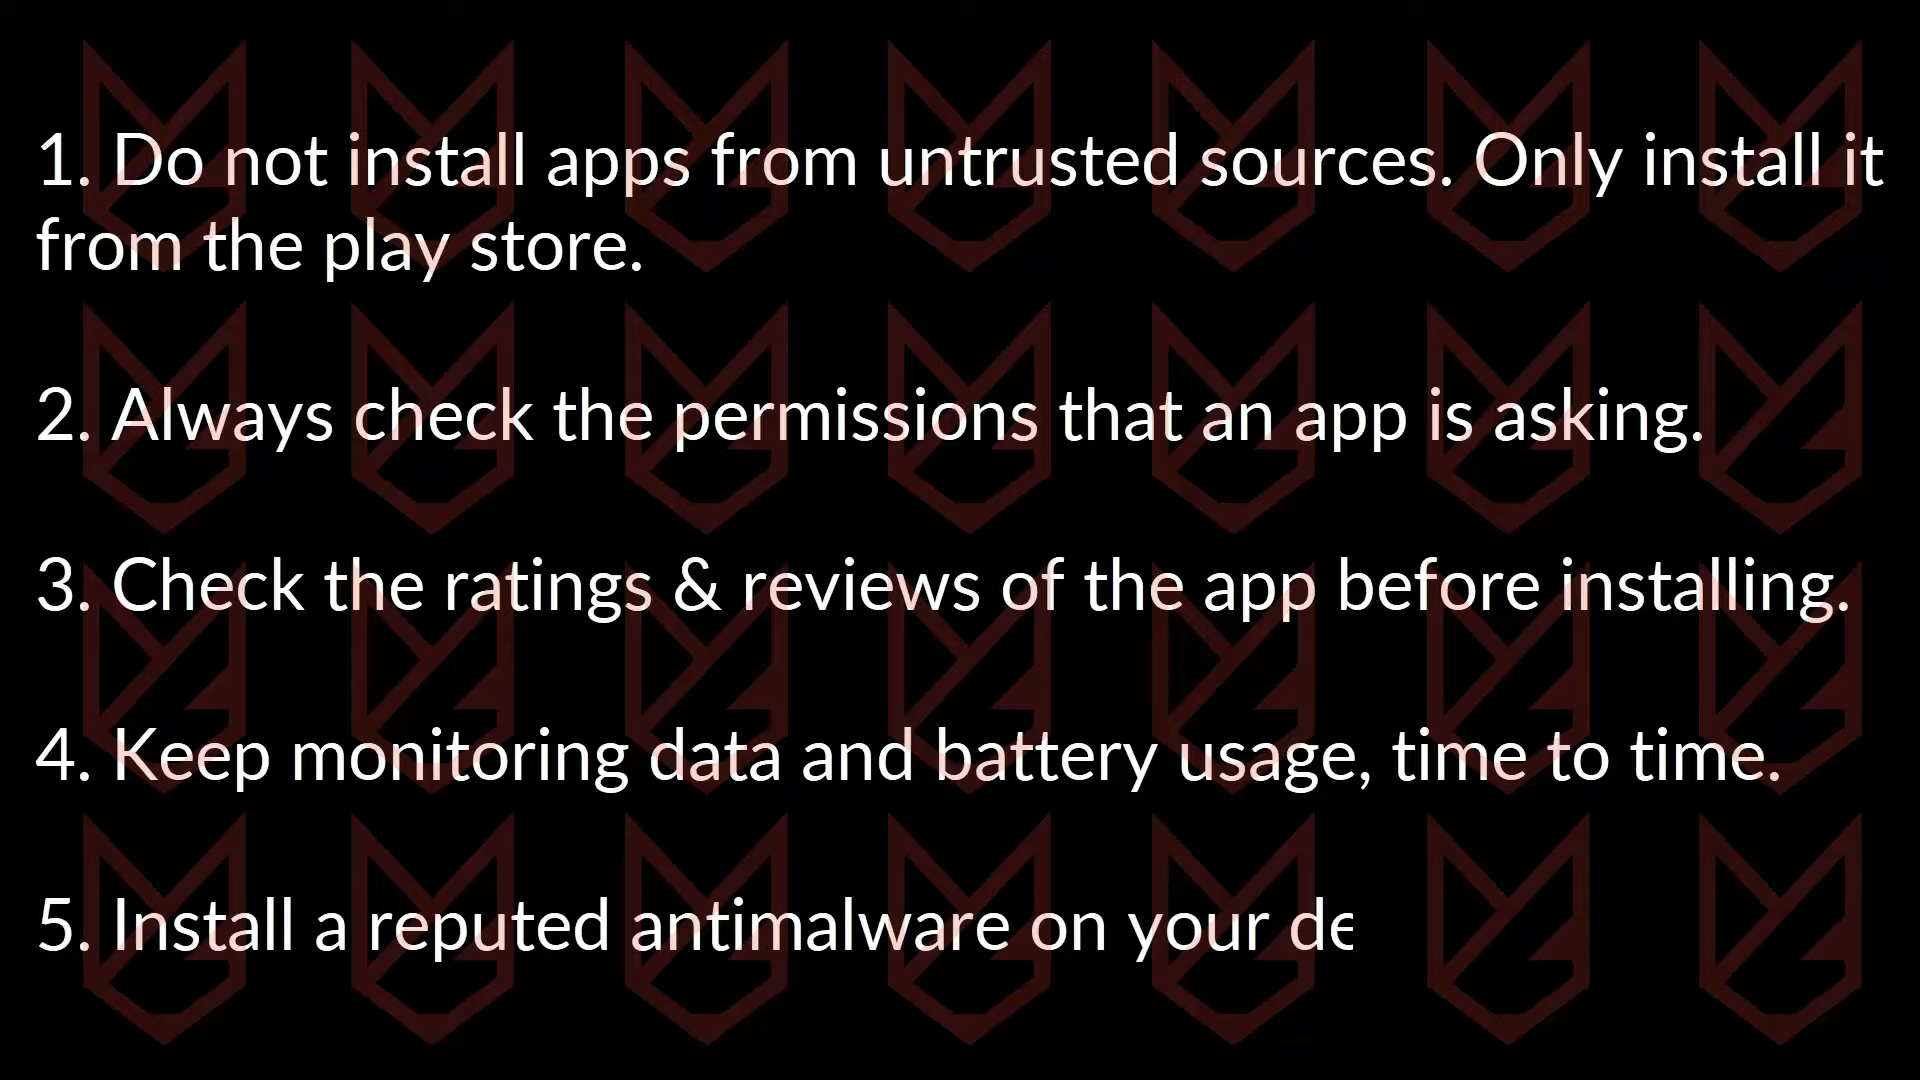 1. Do not install apps from untrusted sources. Only install it
from the play store.
2. Always check the permissions that an app is asking.
3. Check the ratings & reviews of the app before installing.
4. Keep monitoring data and battery usage, time to time.
5. Install a reputed antimalware on your de